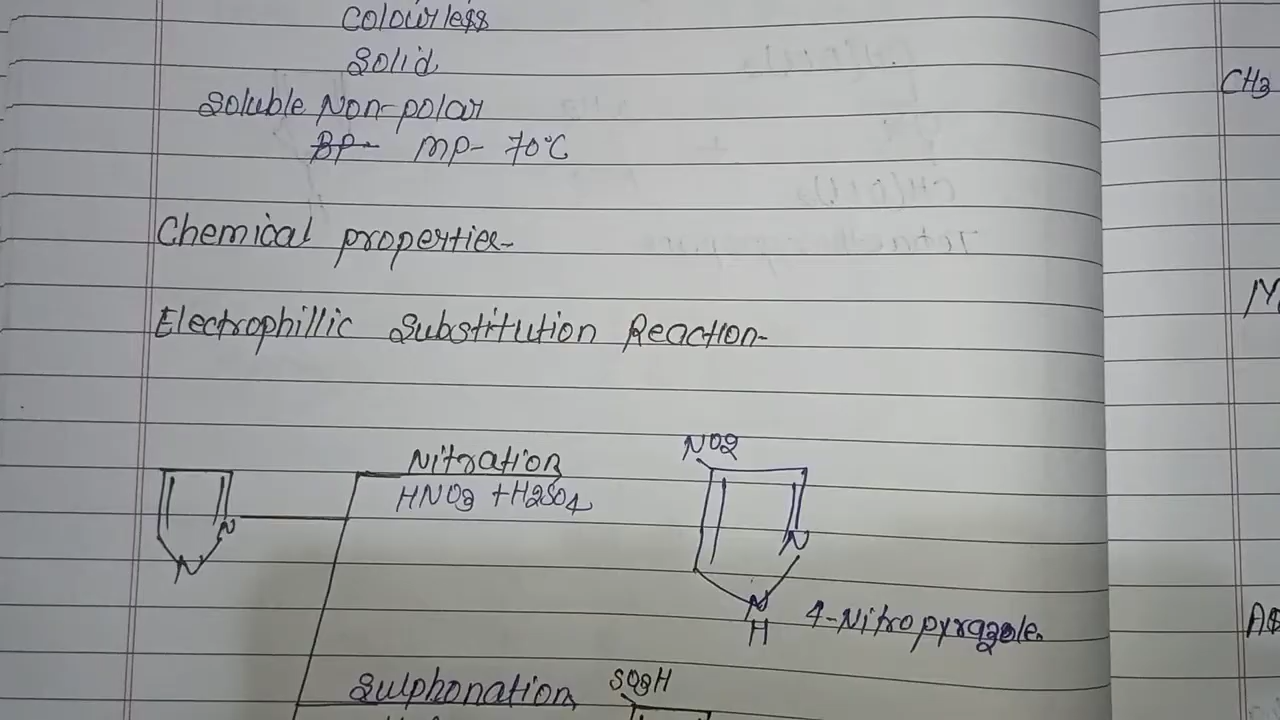 Colourless
Solid
Soluble Non-polar
BP- MP- 70°C
Chemical properties-
Electrophillic Substitution Reaction-
Nitration
HNO3 + H2SO4
NO2
N
N
N
N
H
4-Nitropyrazole
Sulphonation
SO3H
CH3